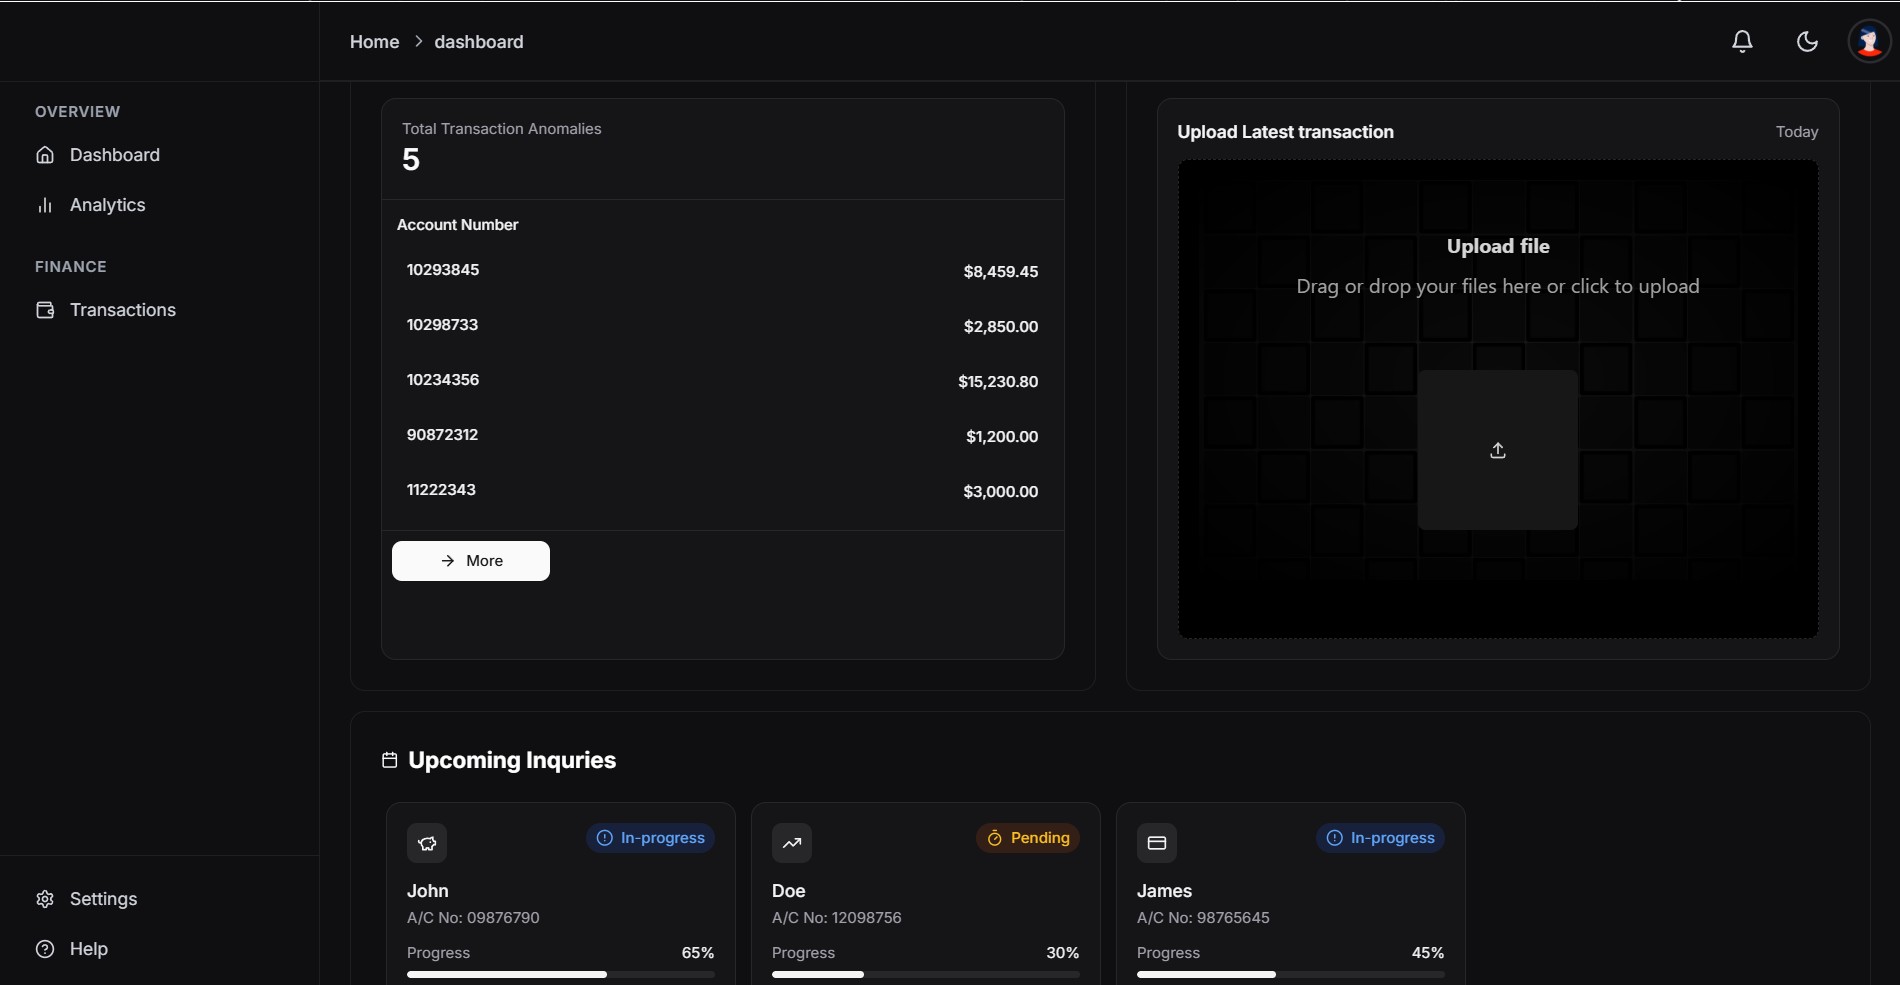 Home > dashboard
OVERVIEW
Dashboard
Analytics
FINANCE
Transactions
Settings
Help
Total Transaction Anomalies
5
Account Number
10293845 $8,459.45
10298733 $2,850.00
10234356 $15,230.80
90872312 $1,200.00
11222343 $3,000.00
→ More
Upload Latest transaction Today
Upload file
Drag or drop your files here or click to upload
Upcoming Inquries
In-progress
John
A/C No: 09876790
Progress 65%
Pending
Doe
A/C No: 12098756
Progress 30%
In-progress
James
A/C No: 98765645
Progress 45%